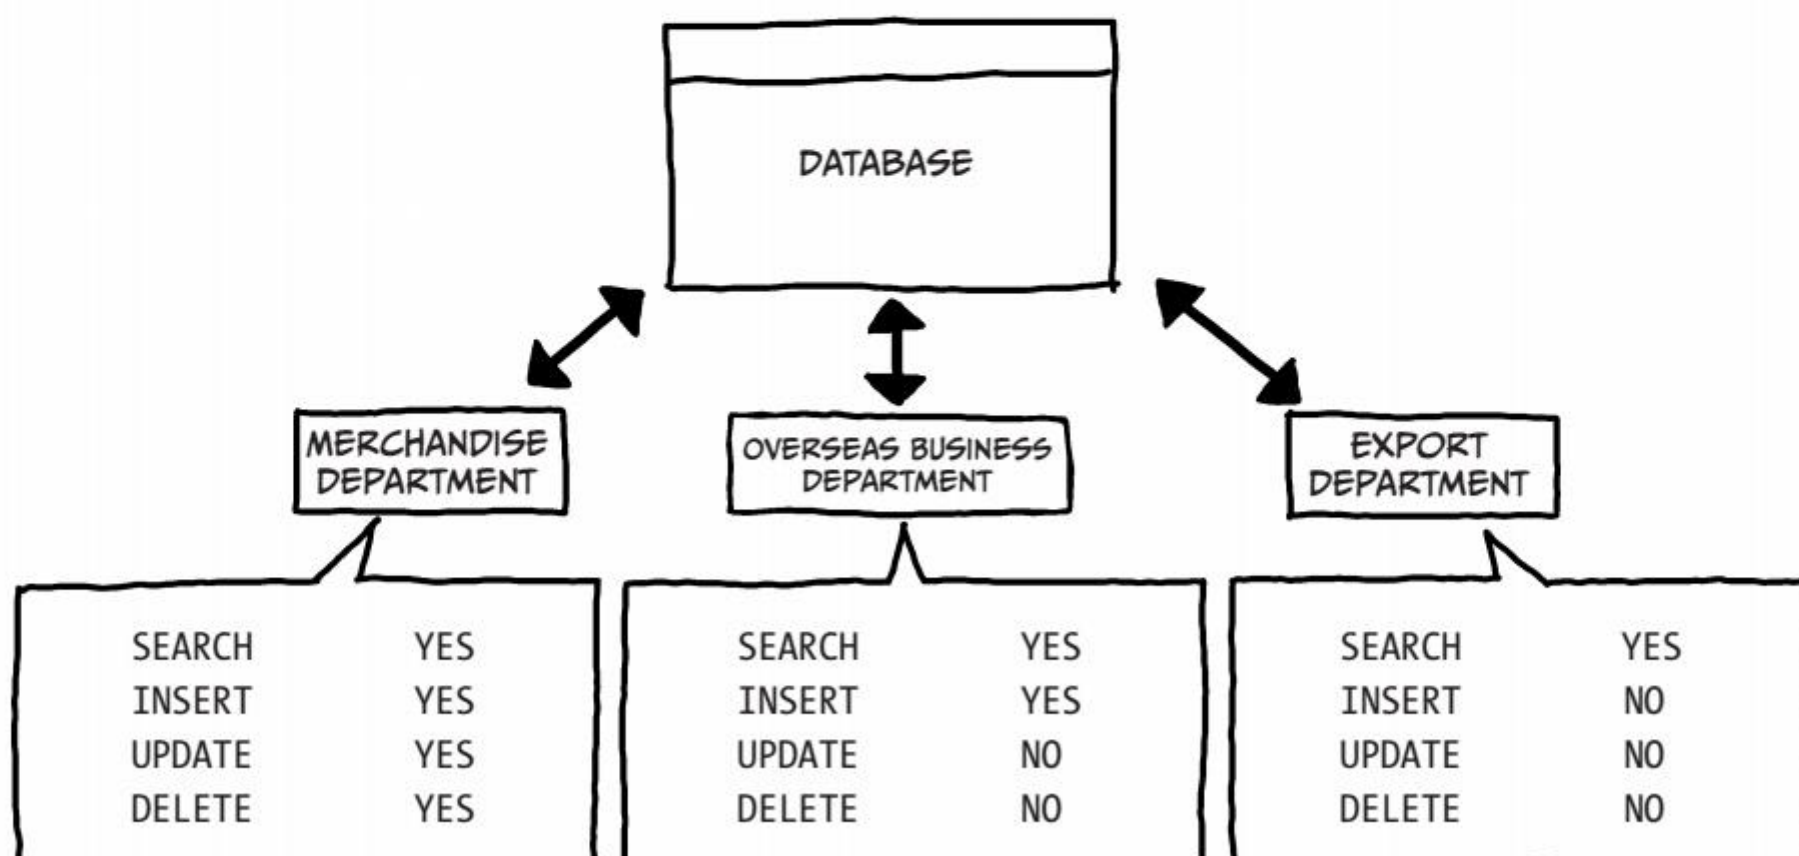 DATABASE
MERCHANDISE
DEPARTMENT
OVERSEAS BUSINESS
DEPARTMENT
EXPORT
DEPARTMENT
SEARCH YES
INSERT YES
UPDATE YES
DELETE YES
SEARCH YES
INSERT YES
UPDATE NO
DELETE NO
SEARCH YES
INSERT NO
UPDATE NO
DELETE NO